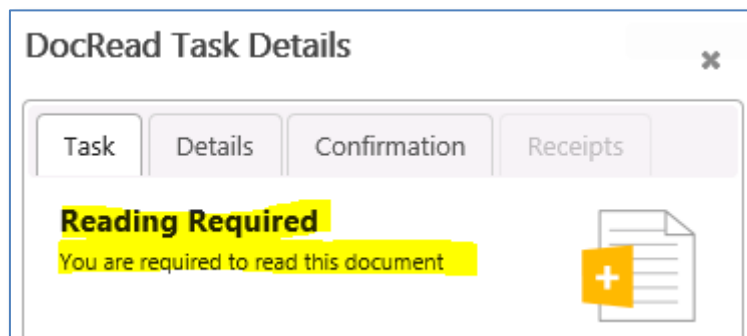 DocRead Task Details
Task
Details
Confirmation
Receipts
Reading Required
You are required to read this document